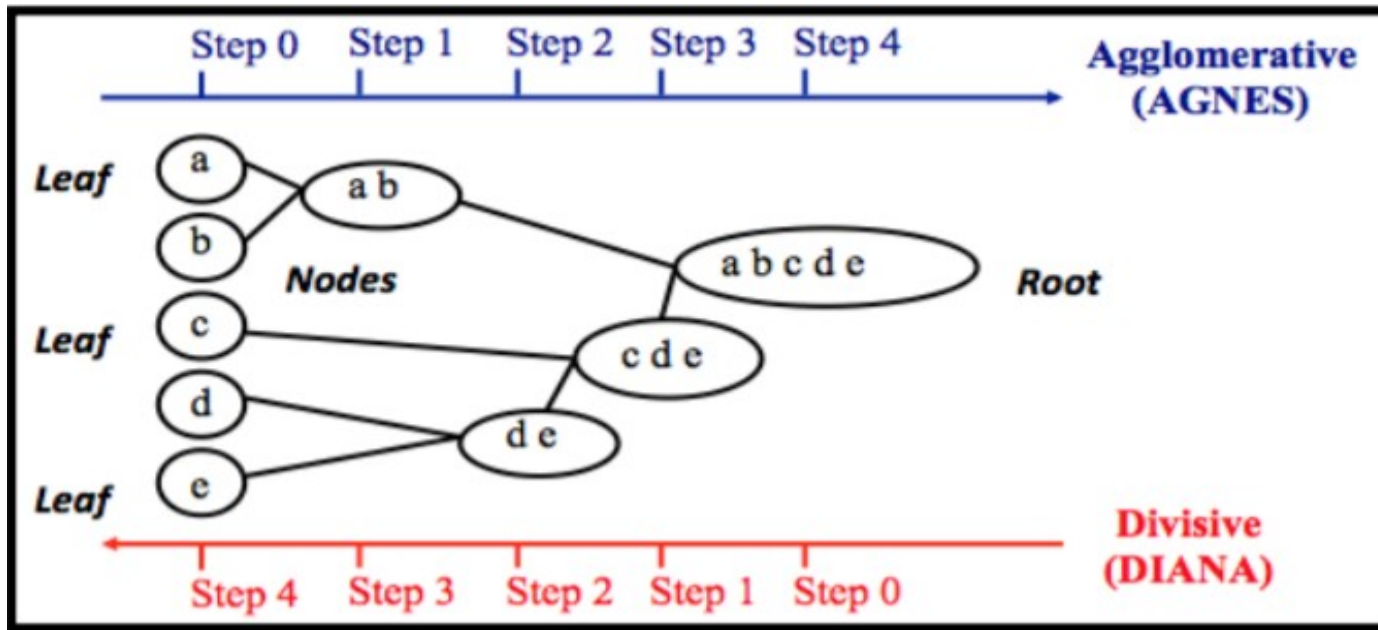 Step 0 Step 1 Step 2 Step 3 Step 4
Agglomerative
(AGNES)
Leaf
a
a b
b
Nodes
a b c d e
Root
Leaf
c
c d e
d
d e
Leaf
e
Divisive
(DIANA)
Step 4 Step 3 Step 2 Step 1 Step 0